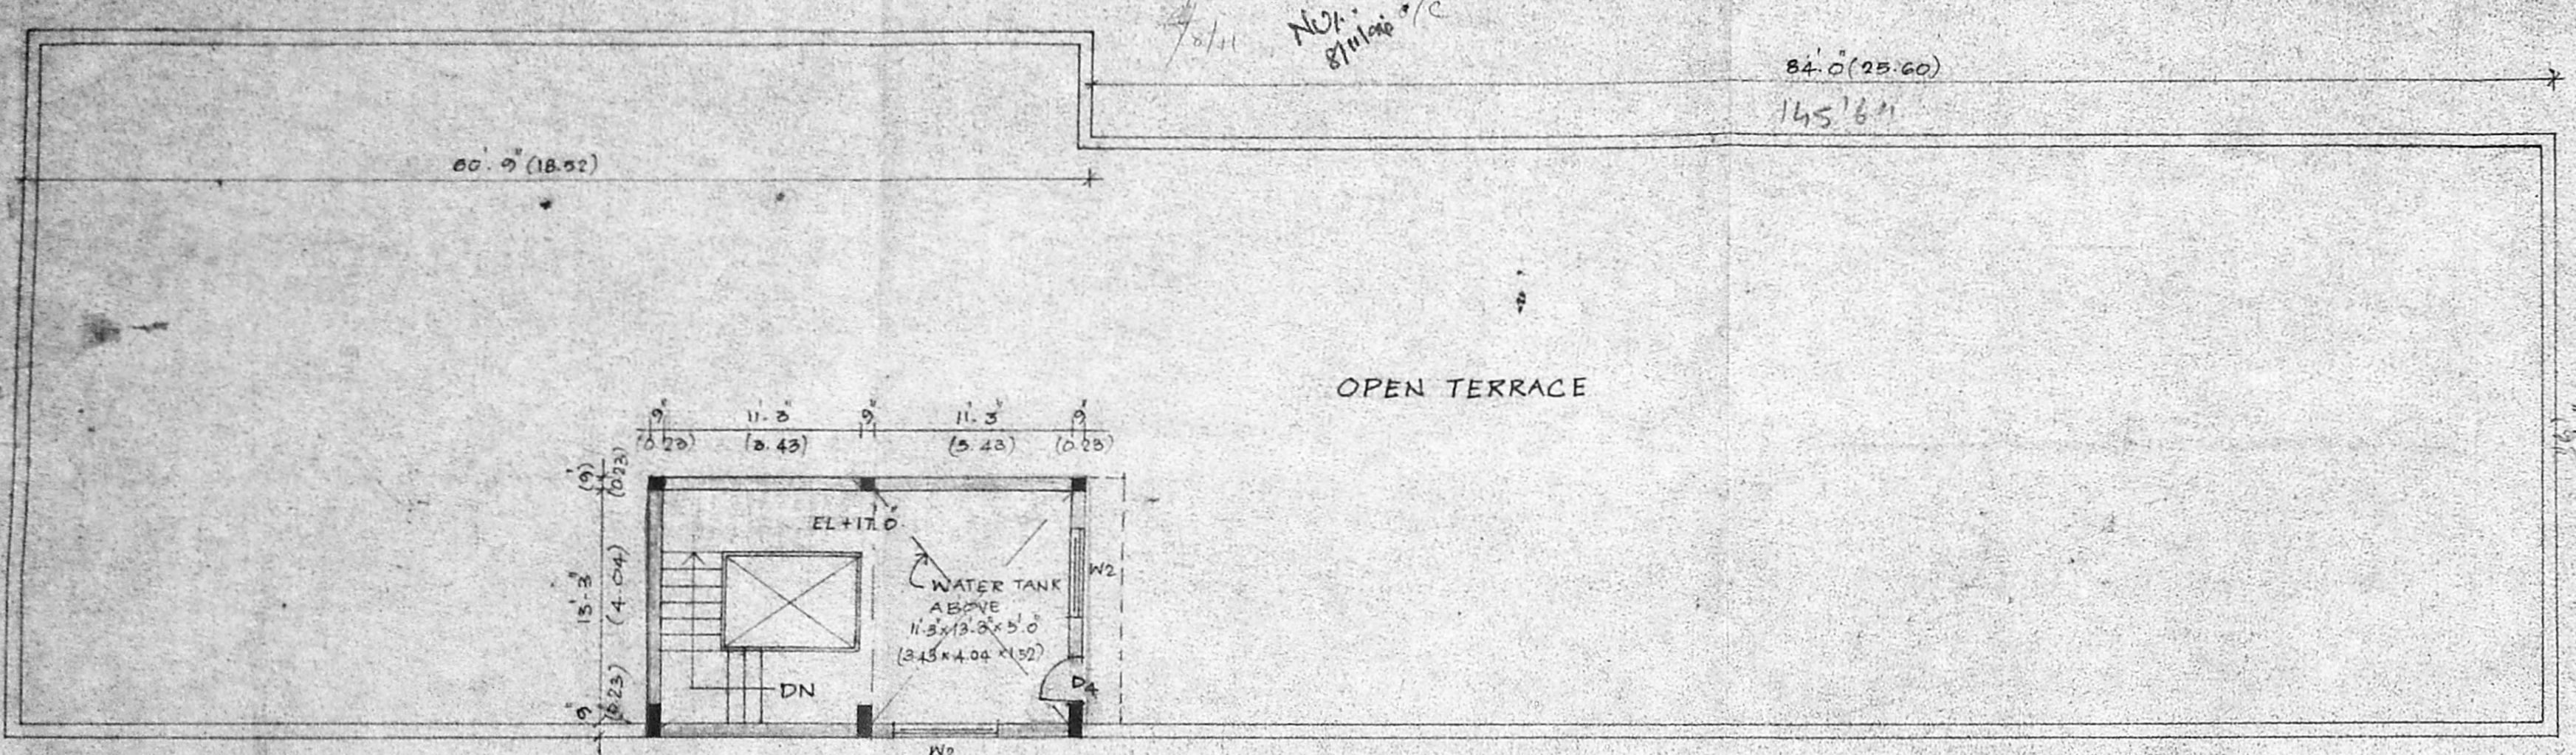 84'.0"(25.60)
145'6"
60'.9"(18.52)
OPEN TERRACE
9" 11'.3" 9" 11'.3" 9"
(0.23) (3.43) (3.43) (0.23)
(9") (0.23)
EL+17'.0"
13'-3" (4.04)
W2
WATER TANK
ABOVE
11'.3"x13'.3"x5'.0"
(3.43x4.04x1.52)
9" (0.23)
DN
D4
W2